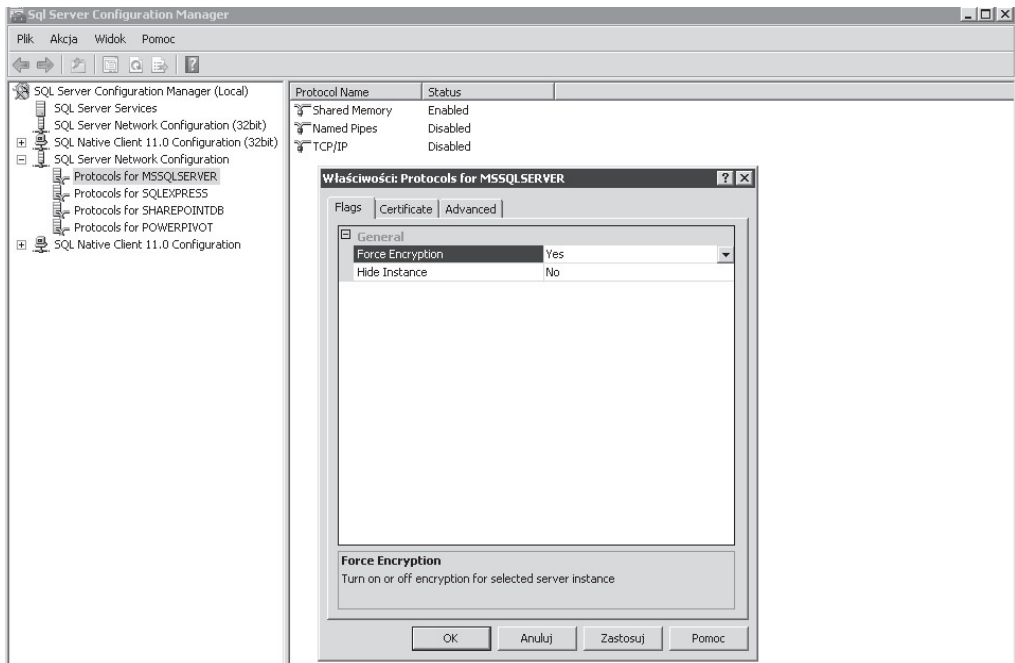 Sql Server Configuration Manager
Plik Akcja Widok Pomoc
SQL Server Configuration Manager (Local)
SQL Server Services
SQL Server Network Configuration (32bit)
SQL Native Client 11.0 Configuration (32bit)
SQL Server Network Configuration
Protocols for MSSQLSERVER
Protocols for SQLEXPRESS
Protocols for SHAREPOINTDB
Protocols for POWERPIVOT
SQL Native Client 11.0 Configuration
Protocol Name Status
Shared Memory Enabled
Named Pipes Disabled
TCP/IP Disabled
Właściwości: Protocols for MSSQLSERVER
Flags Certificate Advanced
General
Force Encryption Yes
Hide Instance No
Force Encryption
Turn on or off encryption for selected server instance
OK Anuluj Zastosuj Pomoc